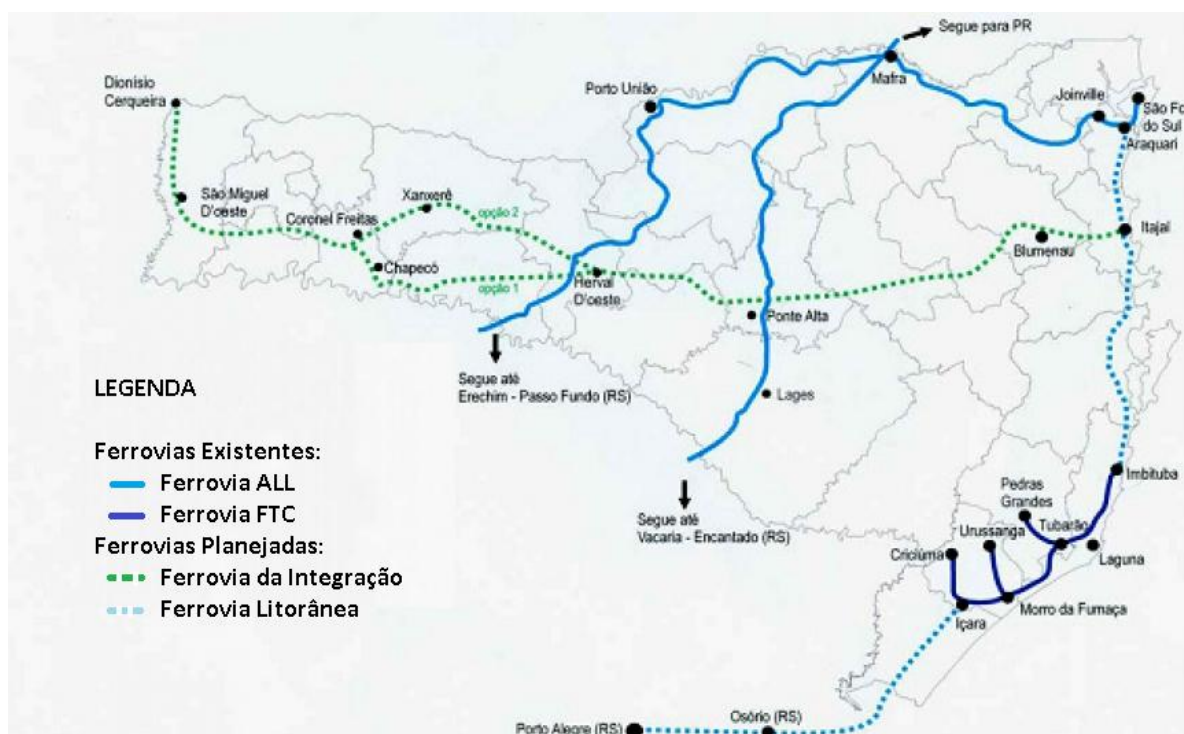 Segue para PR
Mafra
Dionísio
Cerqueira
Porto União
Joinville
São Fc
do Sul
Araquari
São Miguel
D'oeste
Xanxerê
Coronel Freitas
opção 2
Itajaí
Blumenau
Chapecó
opção 1
Herval
D'oeste
Ponte Alta
Segue até
Erechim - Passo Fundo (RS)
Lages
LEGENDA
Ferrovias Existentes:
Ferrovia ALL
Ferrovia FTC
Ferrovias Planejadas:
Ferrovia da Integração
Ferrovia Litorânea
Imbituba
Pedras
Grandes
Segue até
Vacaria - Encantado (RS)
Urussanga
Tubarão
Criciúma
Laguna
Morro da Fumaça
Içara
Osório (RS)
Porto Alegre (RS)